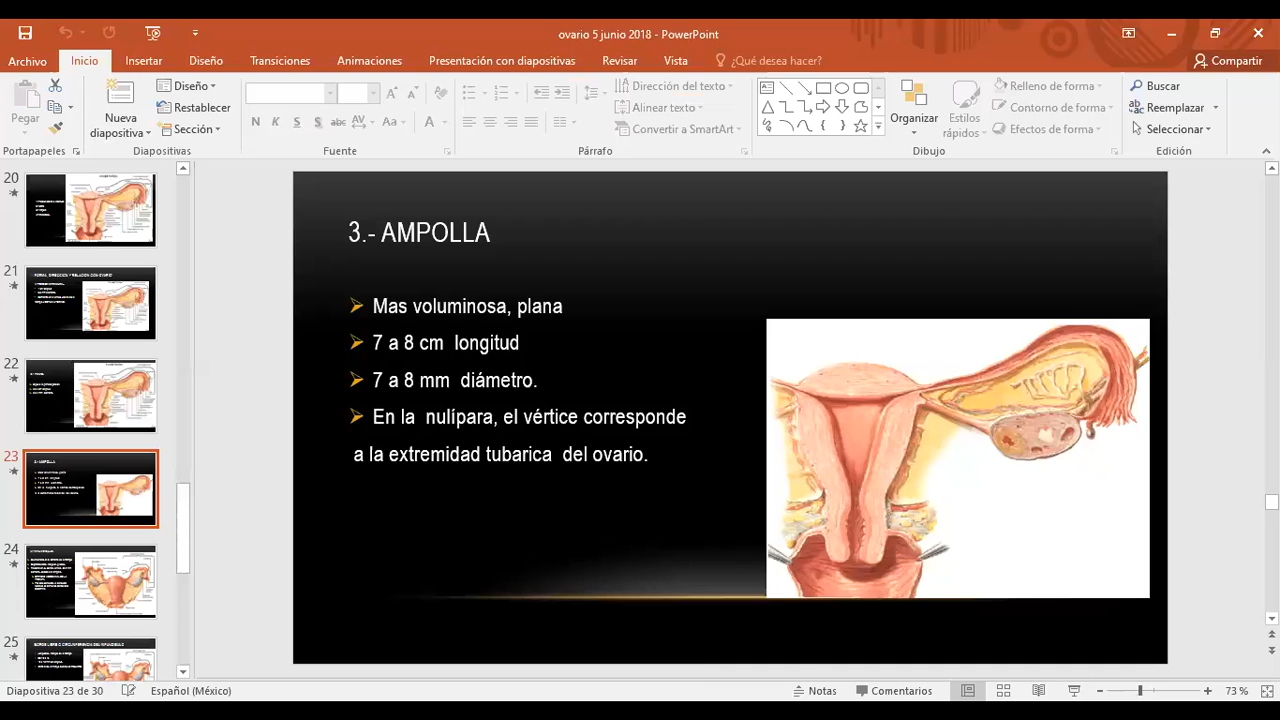 ovario 5 junio 2018 - PowerPoint
Archivo Inicio Insertar Diseño Transiciones Animaciones Presentación con diapositivas Revisar Vista ¿Qué desea hacer? Compartir
Pegar
Nueva diapositiva
Diseño
Restablecer
Sección
N K S S abc AV Aa A
Dirección del texto
Alinear texto
Convertir a SmartArt
Organizar
Estilos rápidos
Relleno de forma
Contorno de forma
Efectos de forma
Buscar
Reemplazar
Seleccionar
Portapapeles Diapositivas Fuente Párrafo Dibujo Edición
20
21
22
23
24
25
3.- AMPOLLA
Mas voluminosa, plana
7 a 8 cm longitud
7 a 8 mm diámetro.
En la nulípara, el vértice corresponde
a la extremidad tubarica del ovario.
Diapositiva 23 de 30 Español (México) Notas Comentarios 73 %